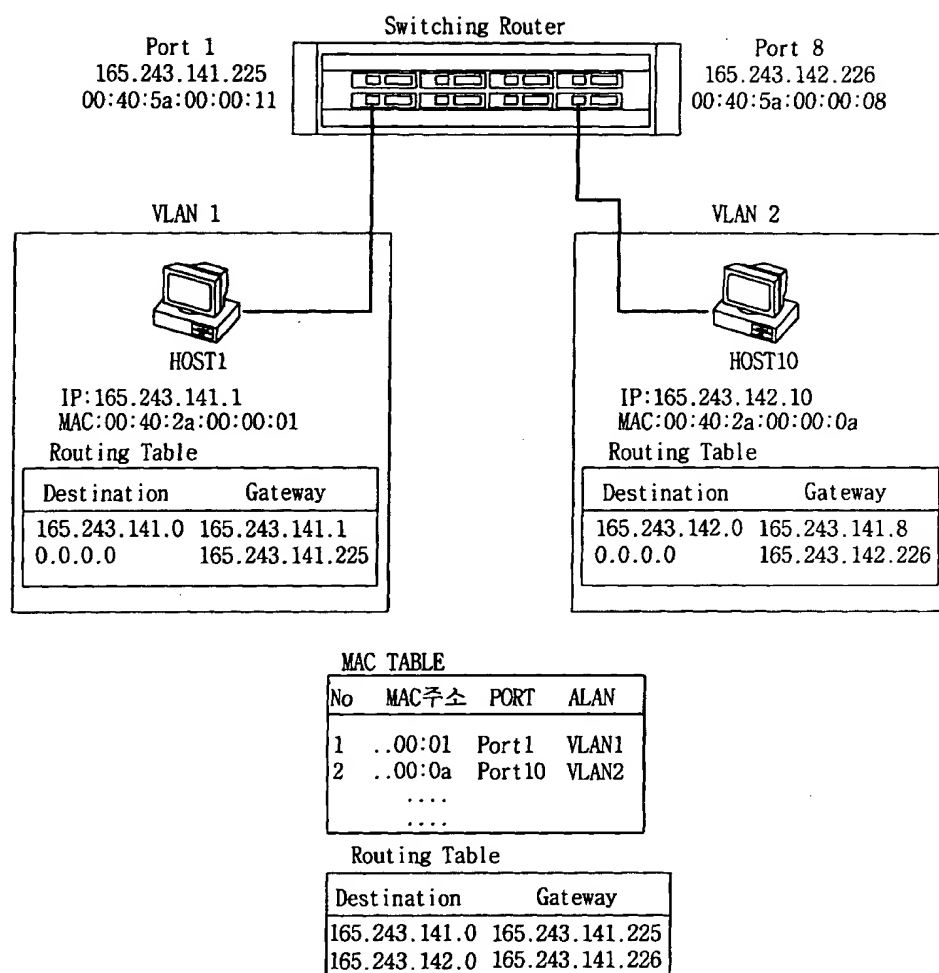 Switching Router
Port 1
165.243.141.225
00:40:5a:00:00:11
Port 8
165.243.142.226
00:40:5a:00:00:08
VLAN 1
HOST1
IP:165.243.141.1
MAC:00:40:2a:00:00:01
Routing Table
Destination Gateway
165.243.141.0 165.243.141.1
0.0.0.0 165.243.141.225
VLAN 2
HOST10
IP:165.243.142.10
MAC:00:40:2a:00:00:0a
Routing Table
Destination Gateway
165.243.142.0 165.243.141.8
0.0.0.0 165.243.142.226
MAC TABLE
No MAC주소 PORT ALAN
1 ..00:01 Port1 VLAN1
2 ..00:0a Port10 VLAN2
....
....
Routing Table
Destination Gateway
165.243.141.0 165.243.141.225
165.243.142.0 165.243.141.226